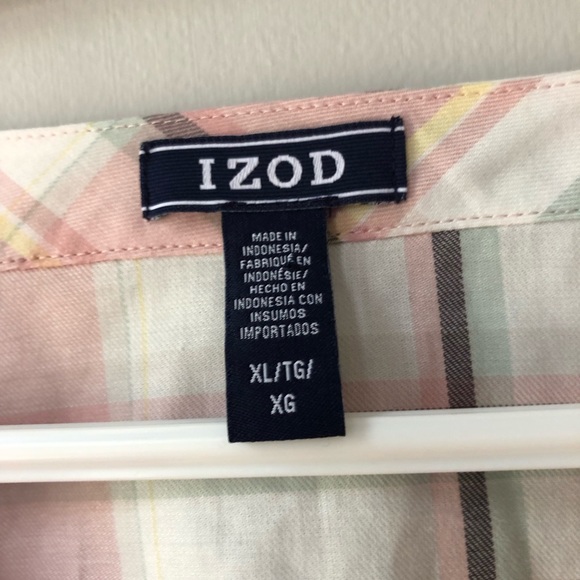 IZOD
MADE IN
INDONESIA/
FABRIQUÉ EN
INDONÉSIE/
HECHO EN
INDONESIA CON
INSUMOS
IMPORTADOS
XL/TG/
XG